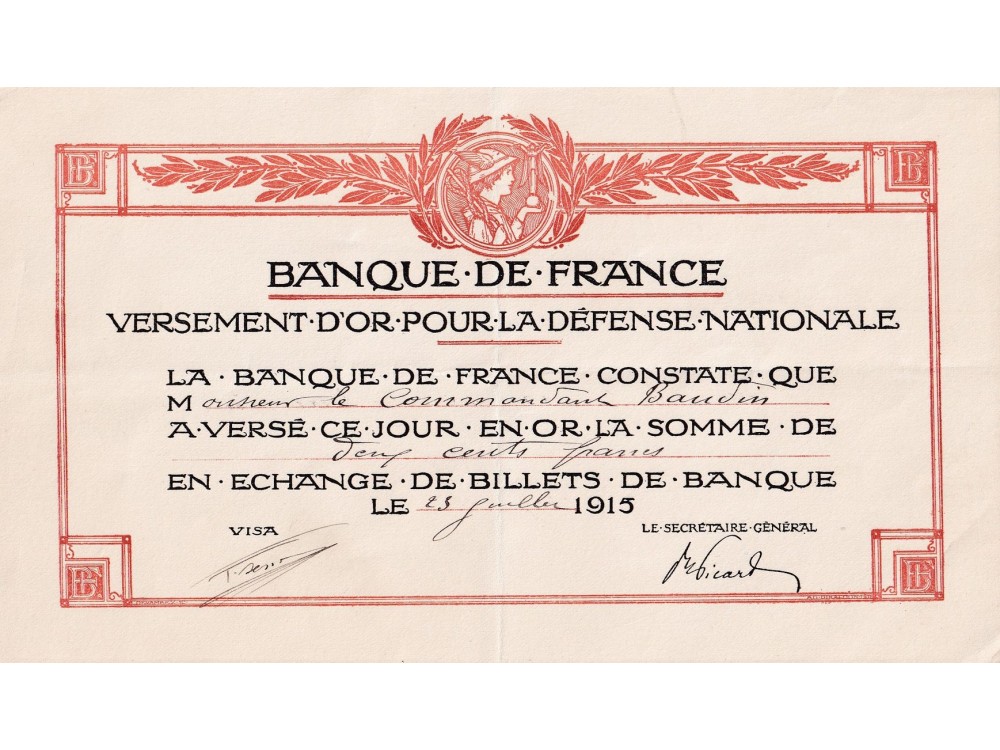 BANQUE·DE·FRANCE
VERSEMENT·D'OR·POUR·LA·DÉFENSE·NATIONALE
LA·BANQUE·DE·FRANCE·CONSTATE·QUE
Monsieur le Commandant Baudin
A·VERSÉ·CE·JOUR·EN·OR·LA·SOMME·DE
deux cents francs
EN·ECHANGE·DE·BILLETS·DE·BANQUE
LE 23 juillet 1915
VISA
LE·SECRÉTAIRE·GÉNÉRAL
Picard